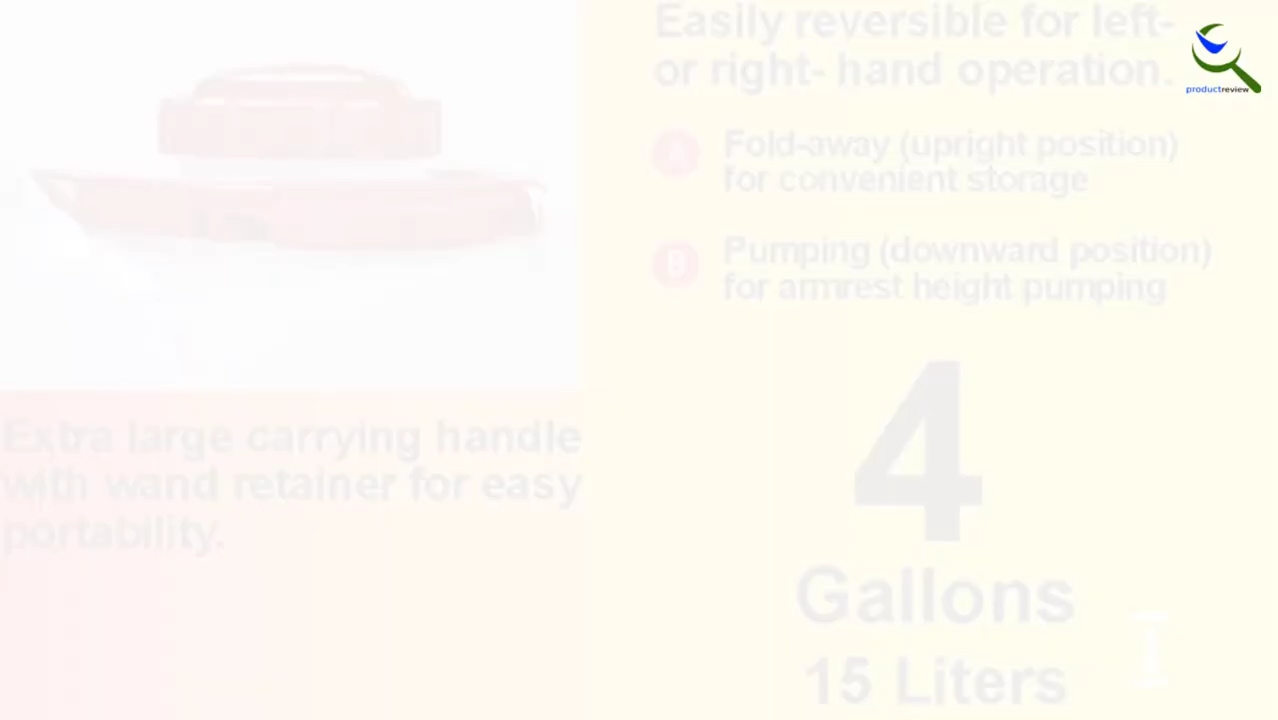 Easily reversible for left-
or right- hand operation.
productreview
A Fold-away (upright position)
for convenient storage
B Pumping (downward position)
for armrest height pumping
Extra large carrying handle
with wand retainer for easy
portability.
4
Gallons
15 Liters